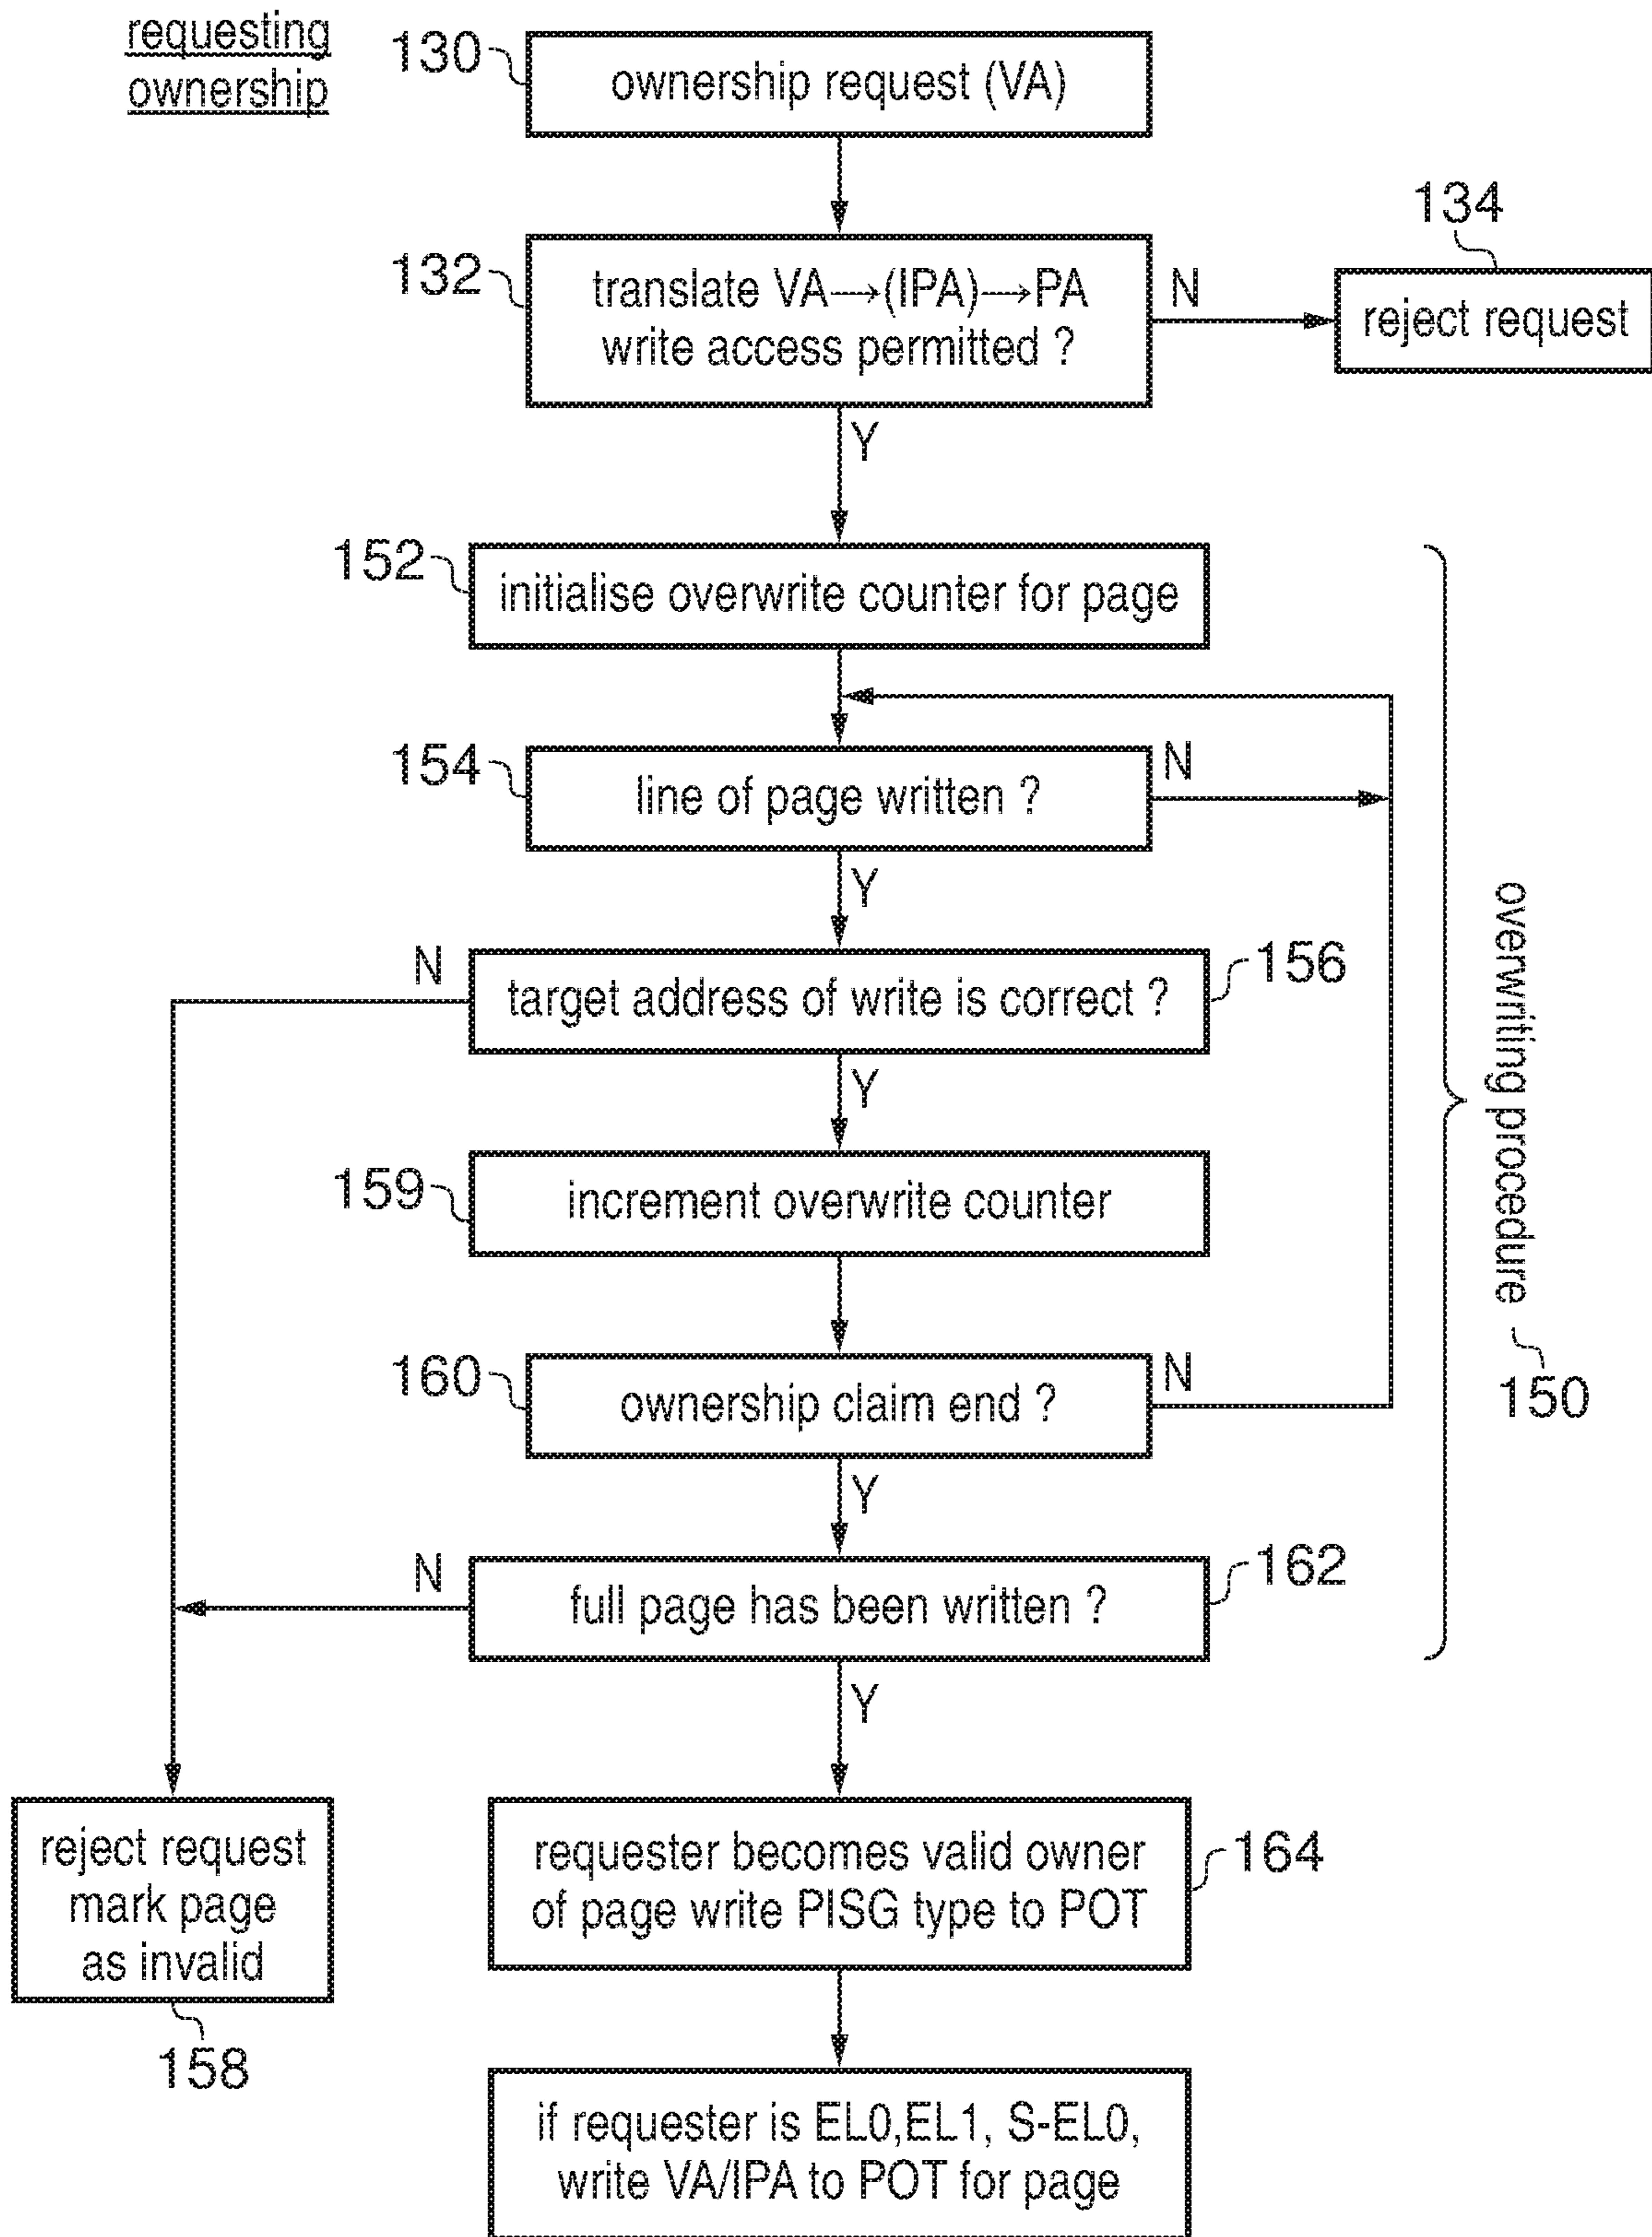 requesting
ownership
130
ownership request (VA)
134
132
translate VA→(IPA)→PA
write access permitted ?
N
reject request
Y
152
initialise overwrite counter for page
154
line of page written ?
N
Y
N
target address of write is correct ?
156
Y
159
increment overwrite counter
overwriting procedure
150
160
ownership claim end ?
N
Y
N
full page has been written ?
162
Y
reject request
mark page
as invalid
158
requester becomes valid owner
of page write PISG type to POT
164
if requester is EL0,EL1, S-EL0,
write VA/IPA to POT for page